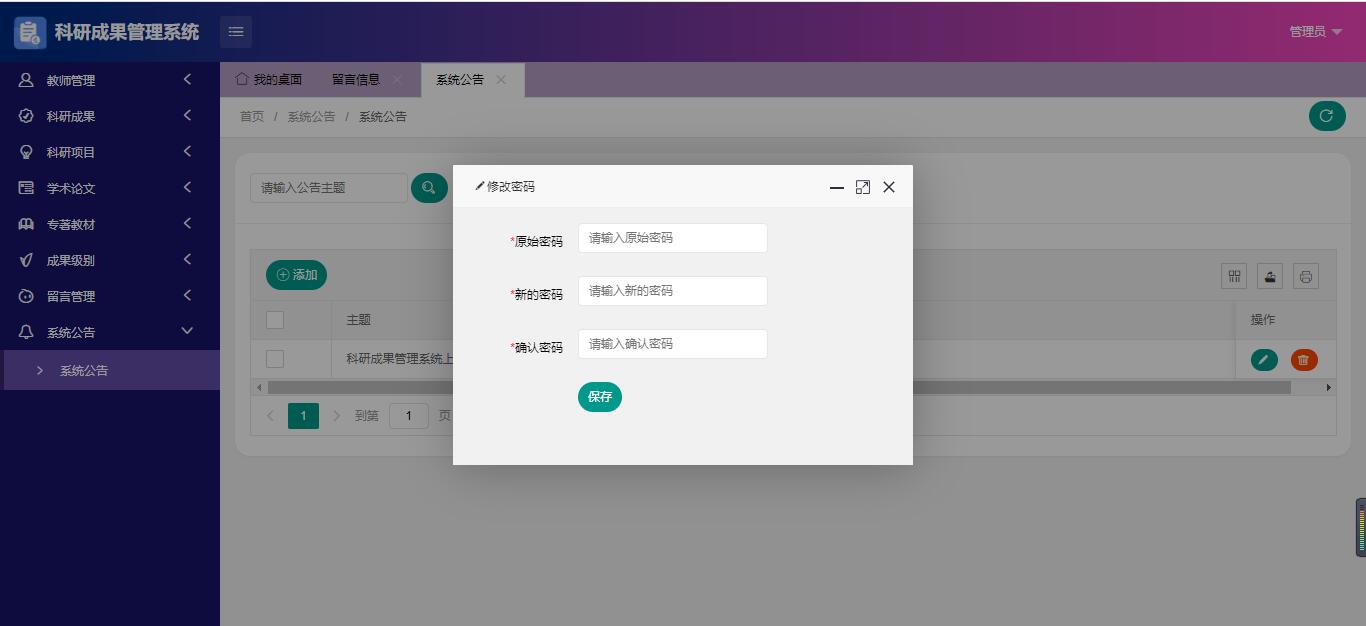 科研成果管理系统
管理员
教师管理
科研成果
科研项目
学术论文
专著教材
成果级别
留言管理
系统公告
系统公告
我的桌面 留言信息 系统公告
首页 / 系统公告 / 系统公告
请输入公告主题
添加
主题 操作
科研成果管理系统上
1 到第 1 页
修改密码
*原始密码 请输入原始密码
*新的密码 请输入新的密码
*确认密码 请输入确认密码
保存